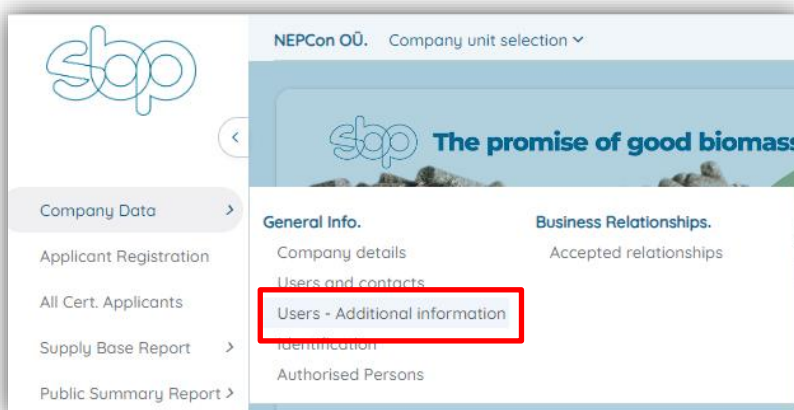 sbp
NEPCon OÜ. Company unit selection
sbp The promise of good biomass
Company Data
Applicant Registration
All Cert. Applicants
Supply Base Report
Public Summary Report
General Info.
Company details
Users and contacts
Users - Additional information
Identification
Authorised Persons
Business Relationships.
Accepted relationships